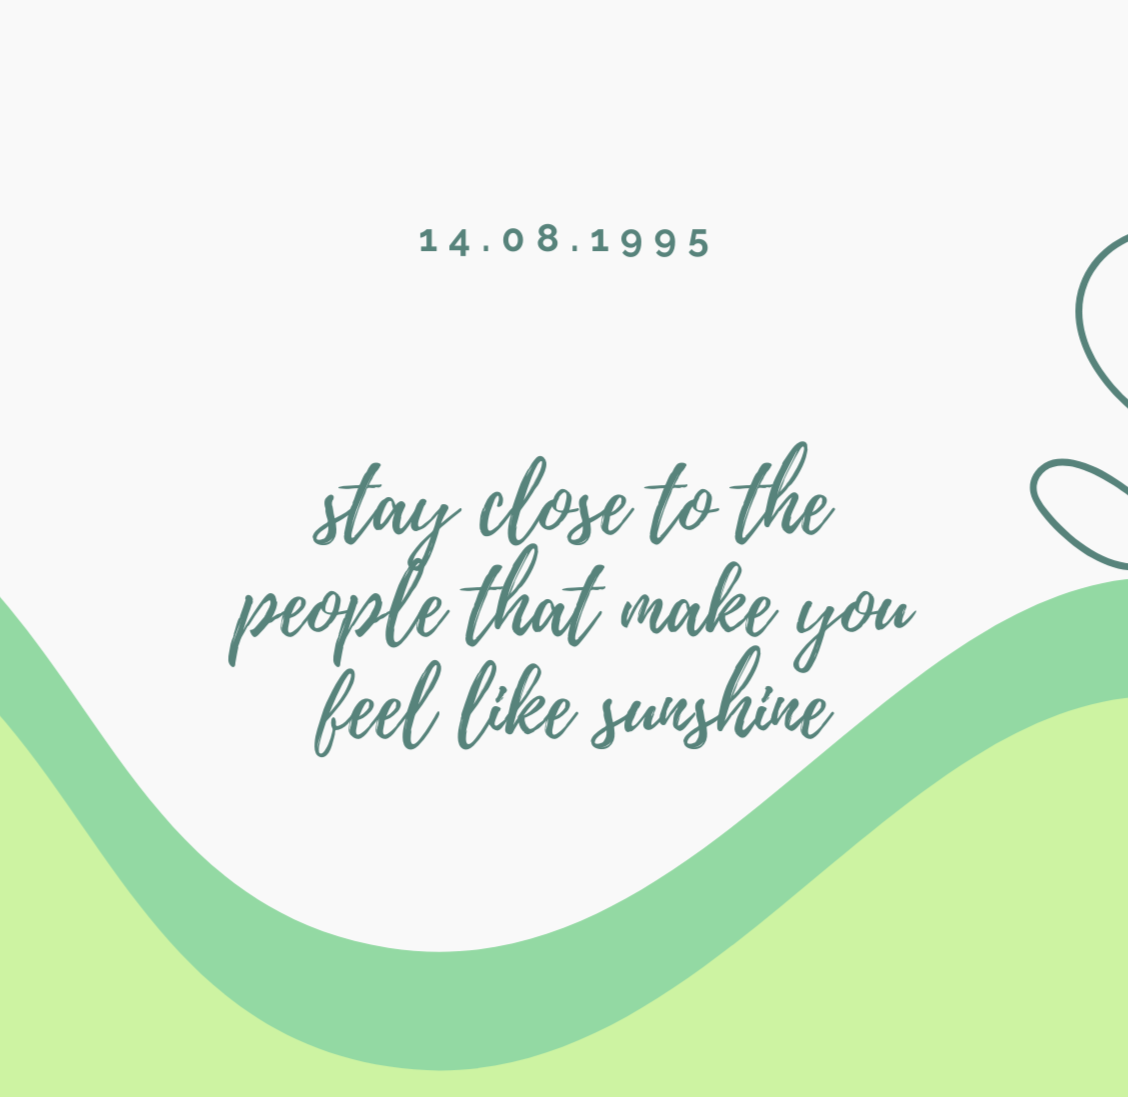 14.08.1995
stay close to the
people that make you
feel like sunshine